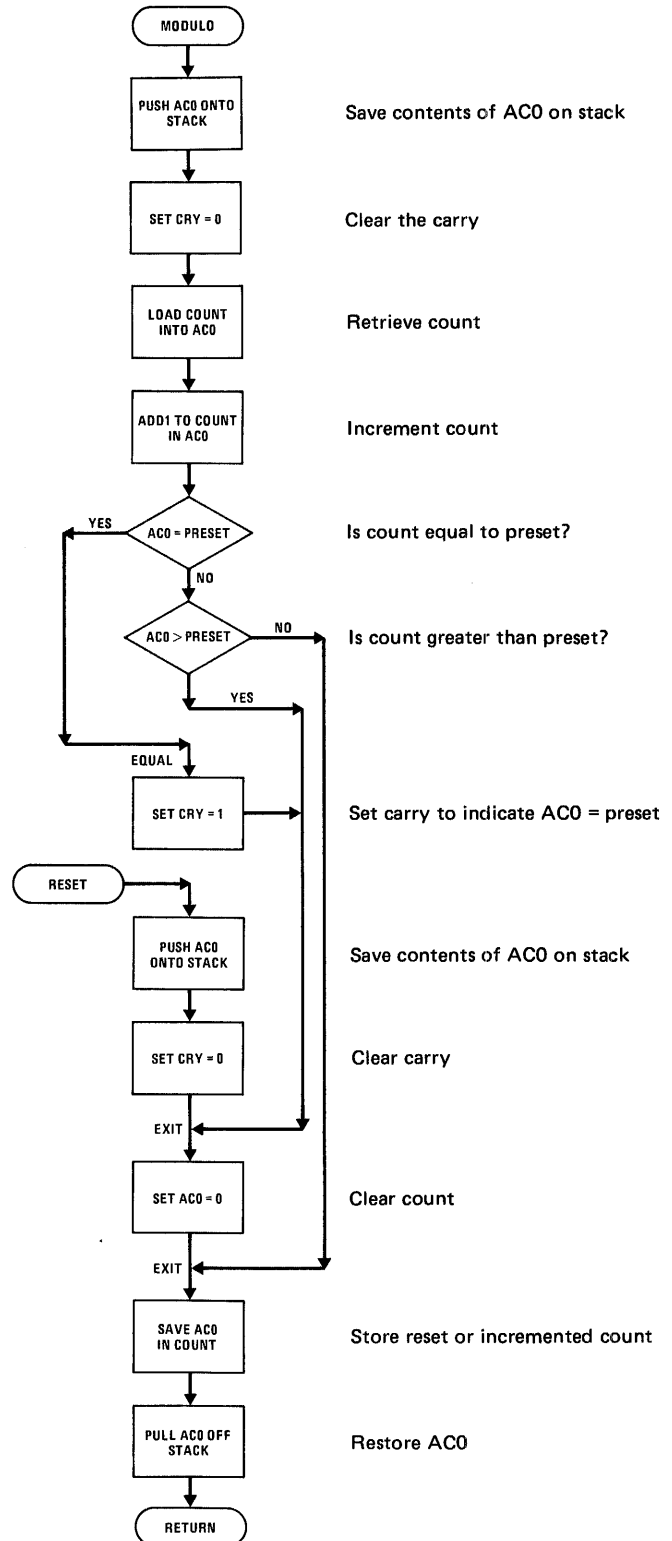 MODULO
PUSH AC0 ONTO
STACK
Save contents of AC0 on stack
SET CRY = 0
Clear the carry
LOAD COUNT
INTO AC0
Retrieve count
ADD1 TO COUNT
IN AC0
Increment count
YES
AC0 = PRESET
Is count equal to preset?
NO
AC0 > PRESET
NO
Is count greater than preset?
YES
EQUAL
SET CRY = 1
Set carry to indicate AC0 = preset
RESET
PUSH AC0
ONTO STACK
Save contents of AC0 on stack
SET CRY = 0
Clear carry
EXIT
SET AC0 = 0
Clear count
EXIT
SAVE AC0
IN COUNT
Store reset or incremented count
PULL AC0 OFF
STACK
Restore AC0
RETURN